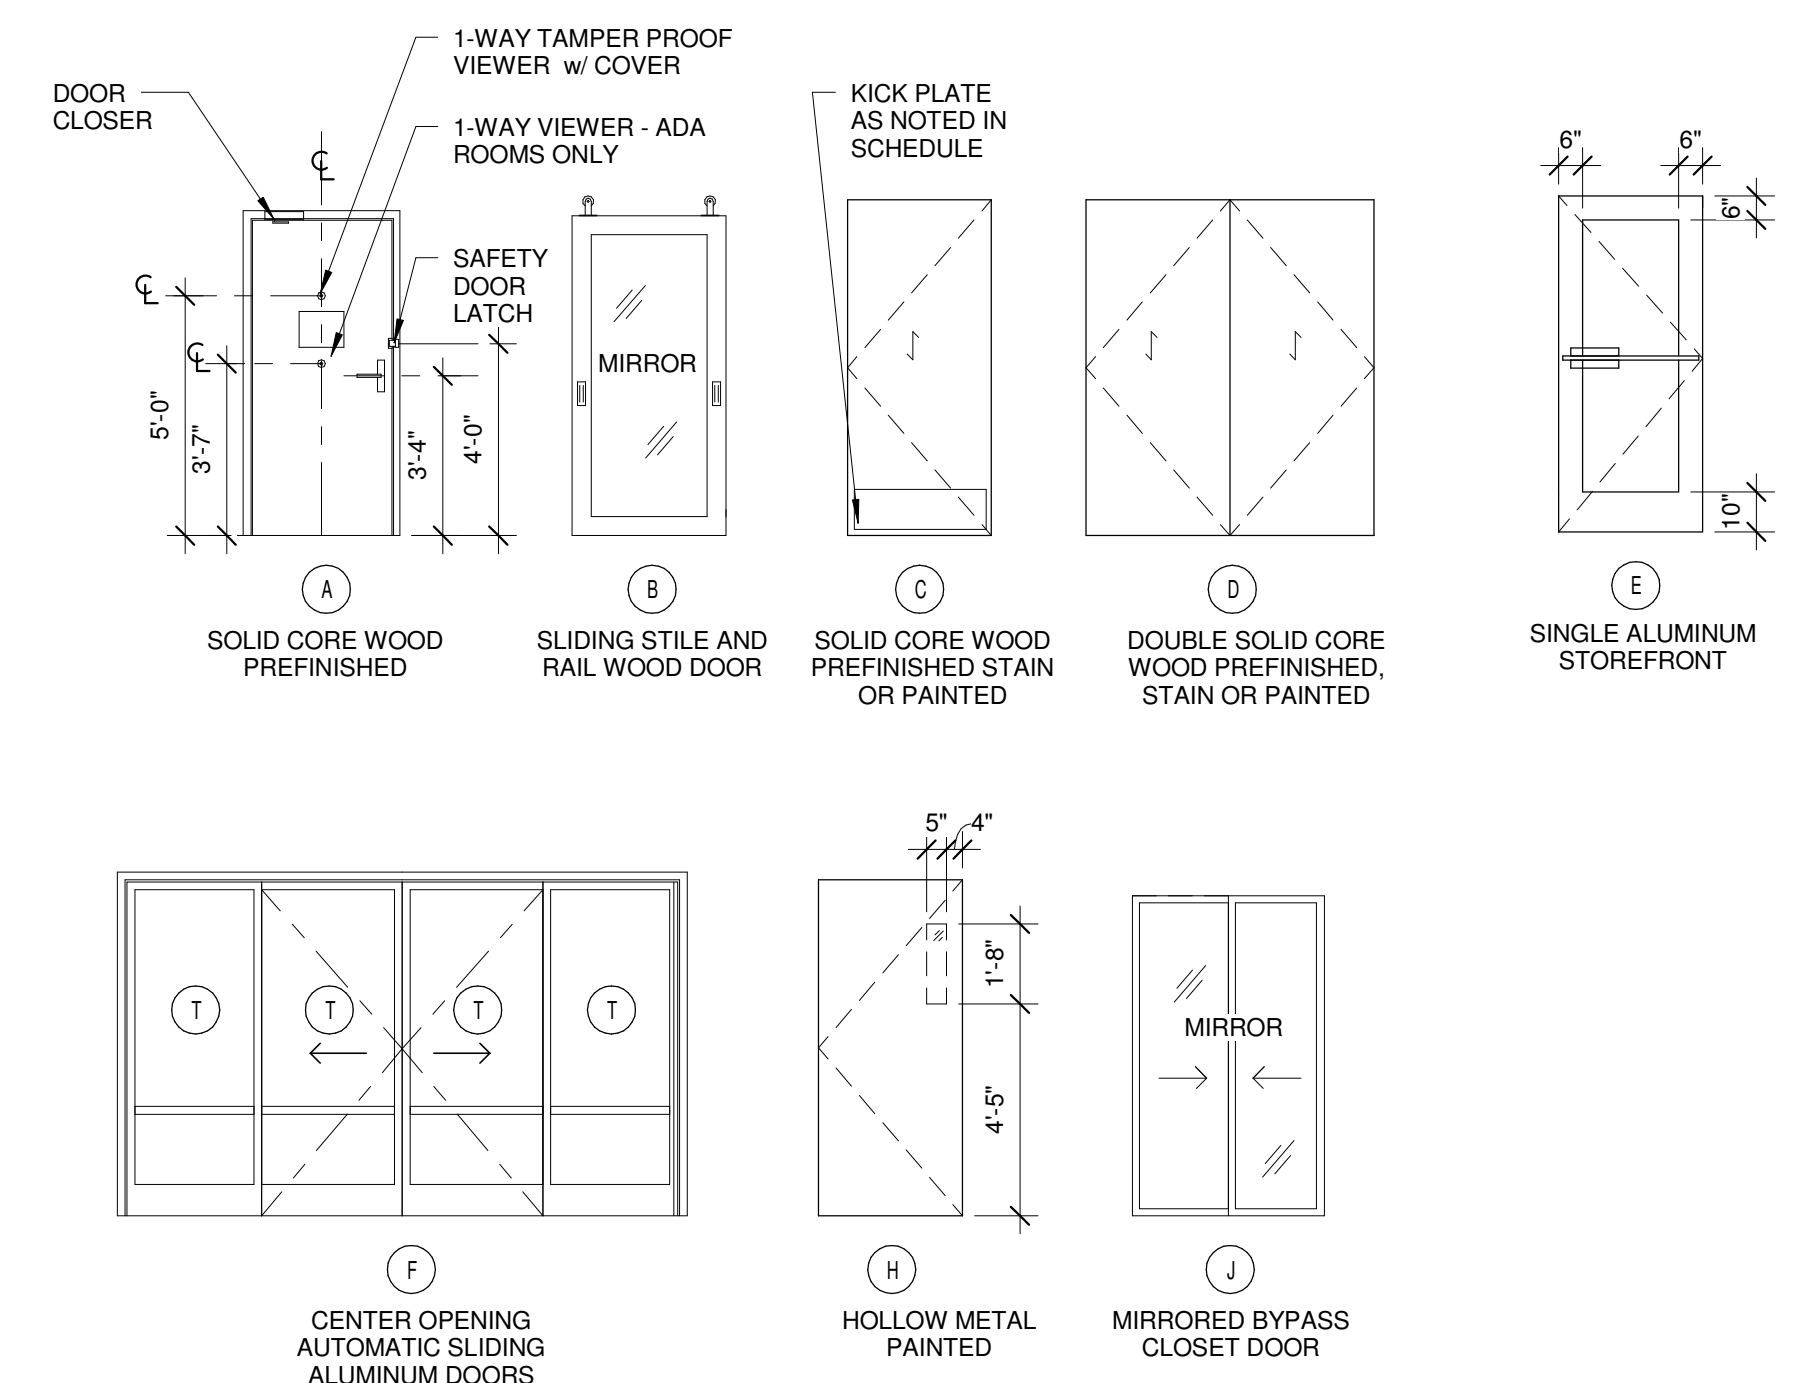 1-WAY TAMPER PROOF
VIEWER w/ COVER
DOOR
CLOSER
1-WAY VIEWER - ADA
ROOMS ONLY
℄
SAFETY
DOOR
LATCH
℄
℄
5'-0"
3'-7"
3'-4"
4'-0"
A
SOLID CORE WOOD
PREFINISHED
MIRROR
B
SLIDING STILE AND
RAIL WOOD DOOR
KICK PLATE
AS NOTED IN
SCHEDULE
C
SOLID CORE WOOD
PREFINISHED STAIN
OR PAINTED
D
DOUBLE SOLID CORE
WOOD PREFINISHED,
STAIN OR PAINTED
6"
6"
6"
10"
E
SINGLE ALUMINUM
STOREFRONT
T
T
T
T
F
CENTER OPENING
AUTOMATIC SLIDING
ALUMINUM DOORS
5"
4"
1'-8"
4'-5"
H
HOLLOW METAL
PAINTED
MIRROR
J
MIRRORED BYPASS
CLOSET DOOR